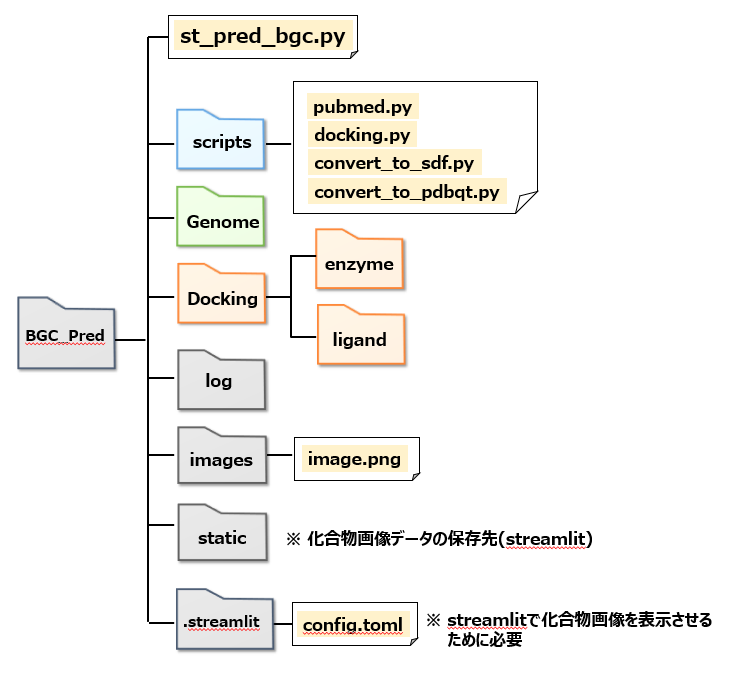 st_pred_bgc.py
scripts
pubmed.py
docking.py
convert_to_sdf.py
convert_to_pdbqt.py
Genome
Docking
enzyme
ligand
BGC_Pred
log
images
image.png
static
※ 化合物画像データの保存先(streamlit)
.streamlit
config.toml
※ streamlitで化合物画像を表示させる
ために必要